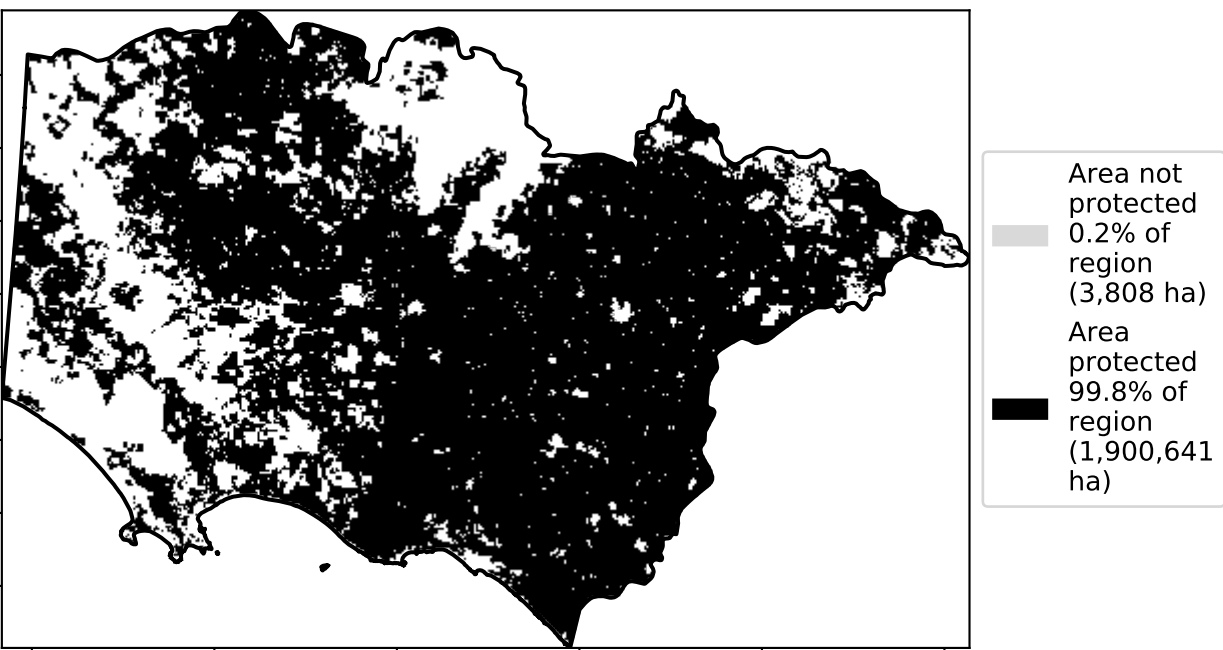 Area not
protected
0.2% of
region
(3,808 ha)
Area
protected
99.8% of
region
(1,900,641
ha)